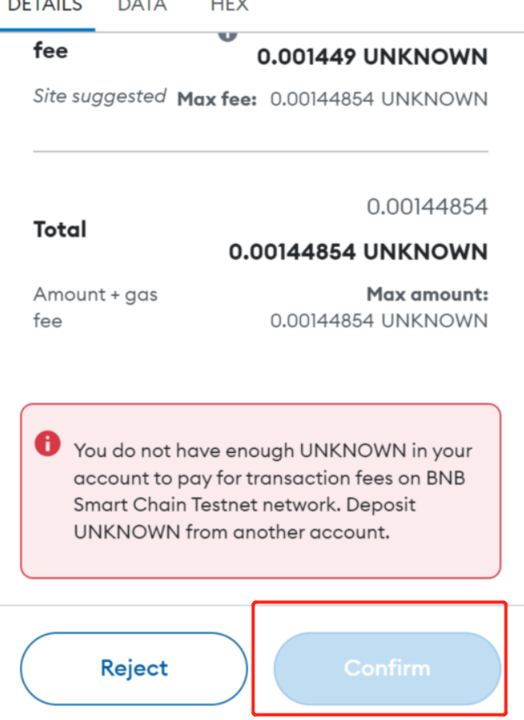 DETAILS DATA HEX
fee
0.001449 UNKNOWN
Site suggested Max fee: 0.00144854 UNKNOWN
0.00144854
Total
0.00144854 UNKNOWN
Amount + gas fee
Max amount:
0.00144854 UNKNOWN
You do not have enough UNKNOWN in your
account to pay for transaction fees on BNB
Smart Chain Testnet network. Deposit
UNKNOWN from another account.
Reject
Confirm